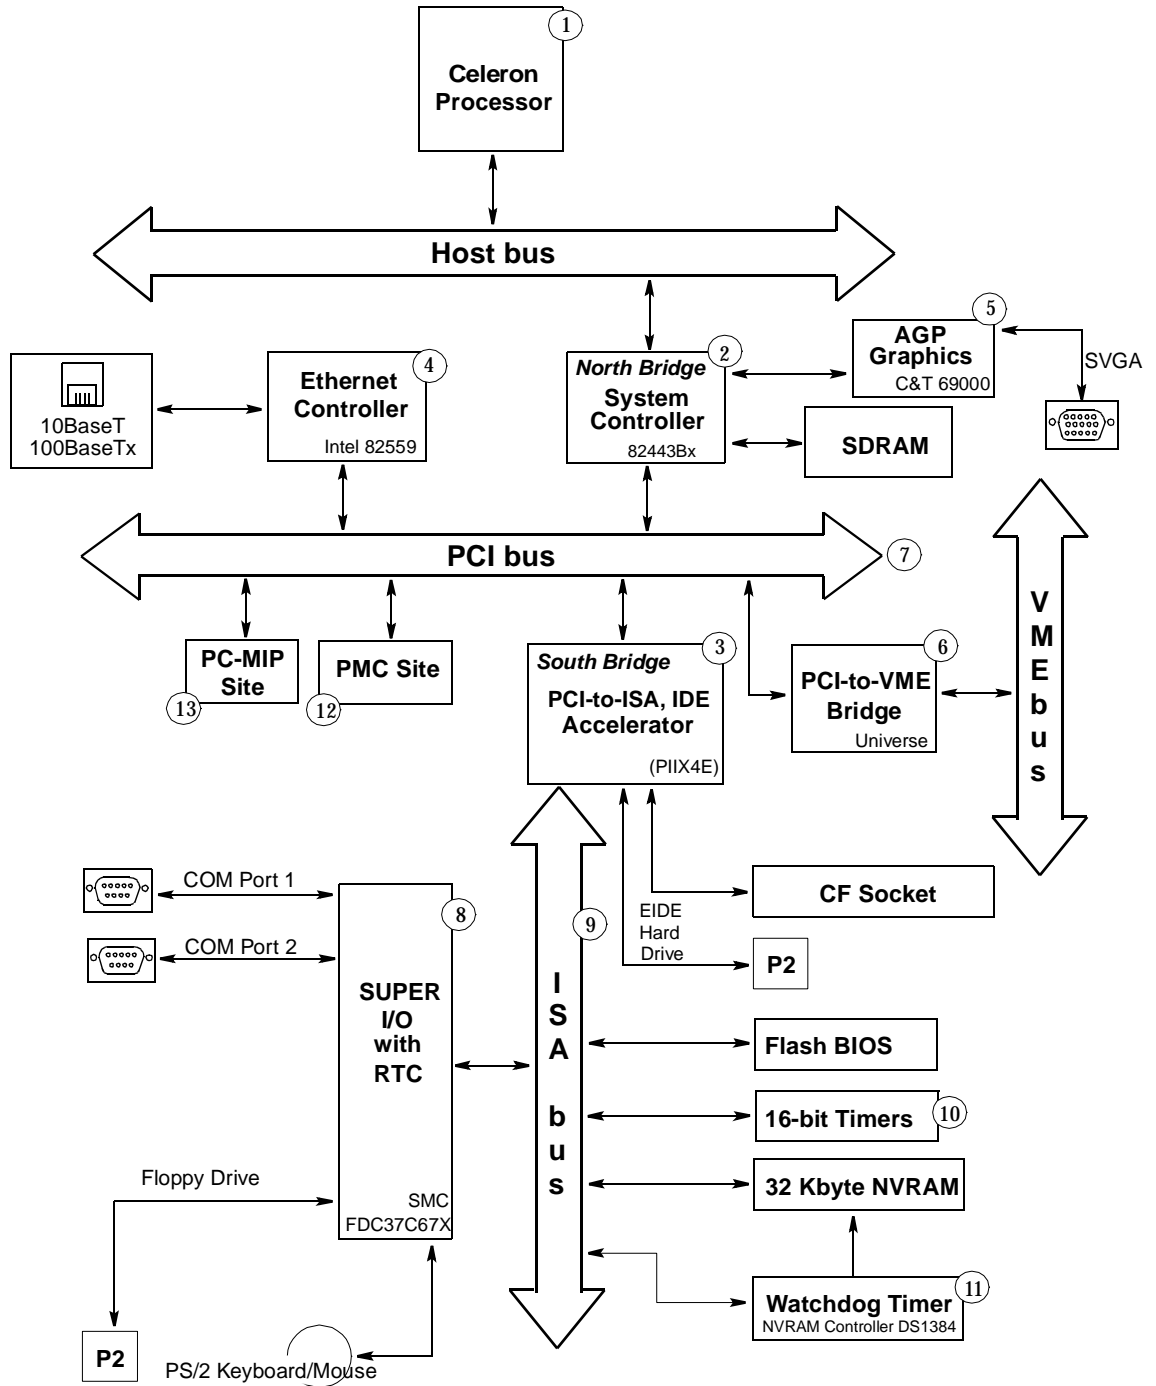 1
Celeron
Processor
Host bus
5
AGP
Graphics
C&T 69000
SVGA
2
North Bridge
System
Controller
82443Bx
4
Ethernet
Controller
Intel 82559
10BaseT
100BaseTx
SDRAM
PCI bus
7
VMEbus
PC-MIP
Site
13
PMC Site
12
3
South Bridge
PCI-to-ISA, IDE
Accelerator
(PIIX4E)
6
PCI-to-VME
Bridge
Universe
COM Port 1
COM Port 2
8
SUPER
I/O
with
RTC
SMC
FDC37C67X
9
ISA bus
EIDE
Hard
Drive
CF Socket
P2
Flash BIOS
16-bit Timers
10
32 Kbyte NVRAM
11
Watchdog Timer
NVRAM Controller DS1384
Floppy Drive
P2
PS/2 Keyboard/Mouse